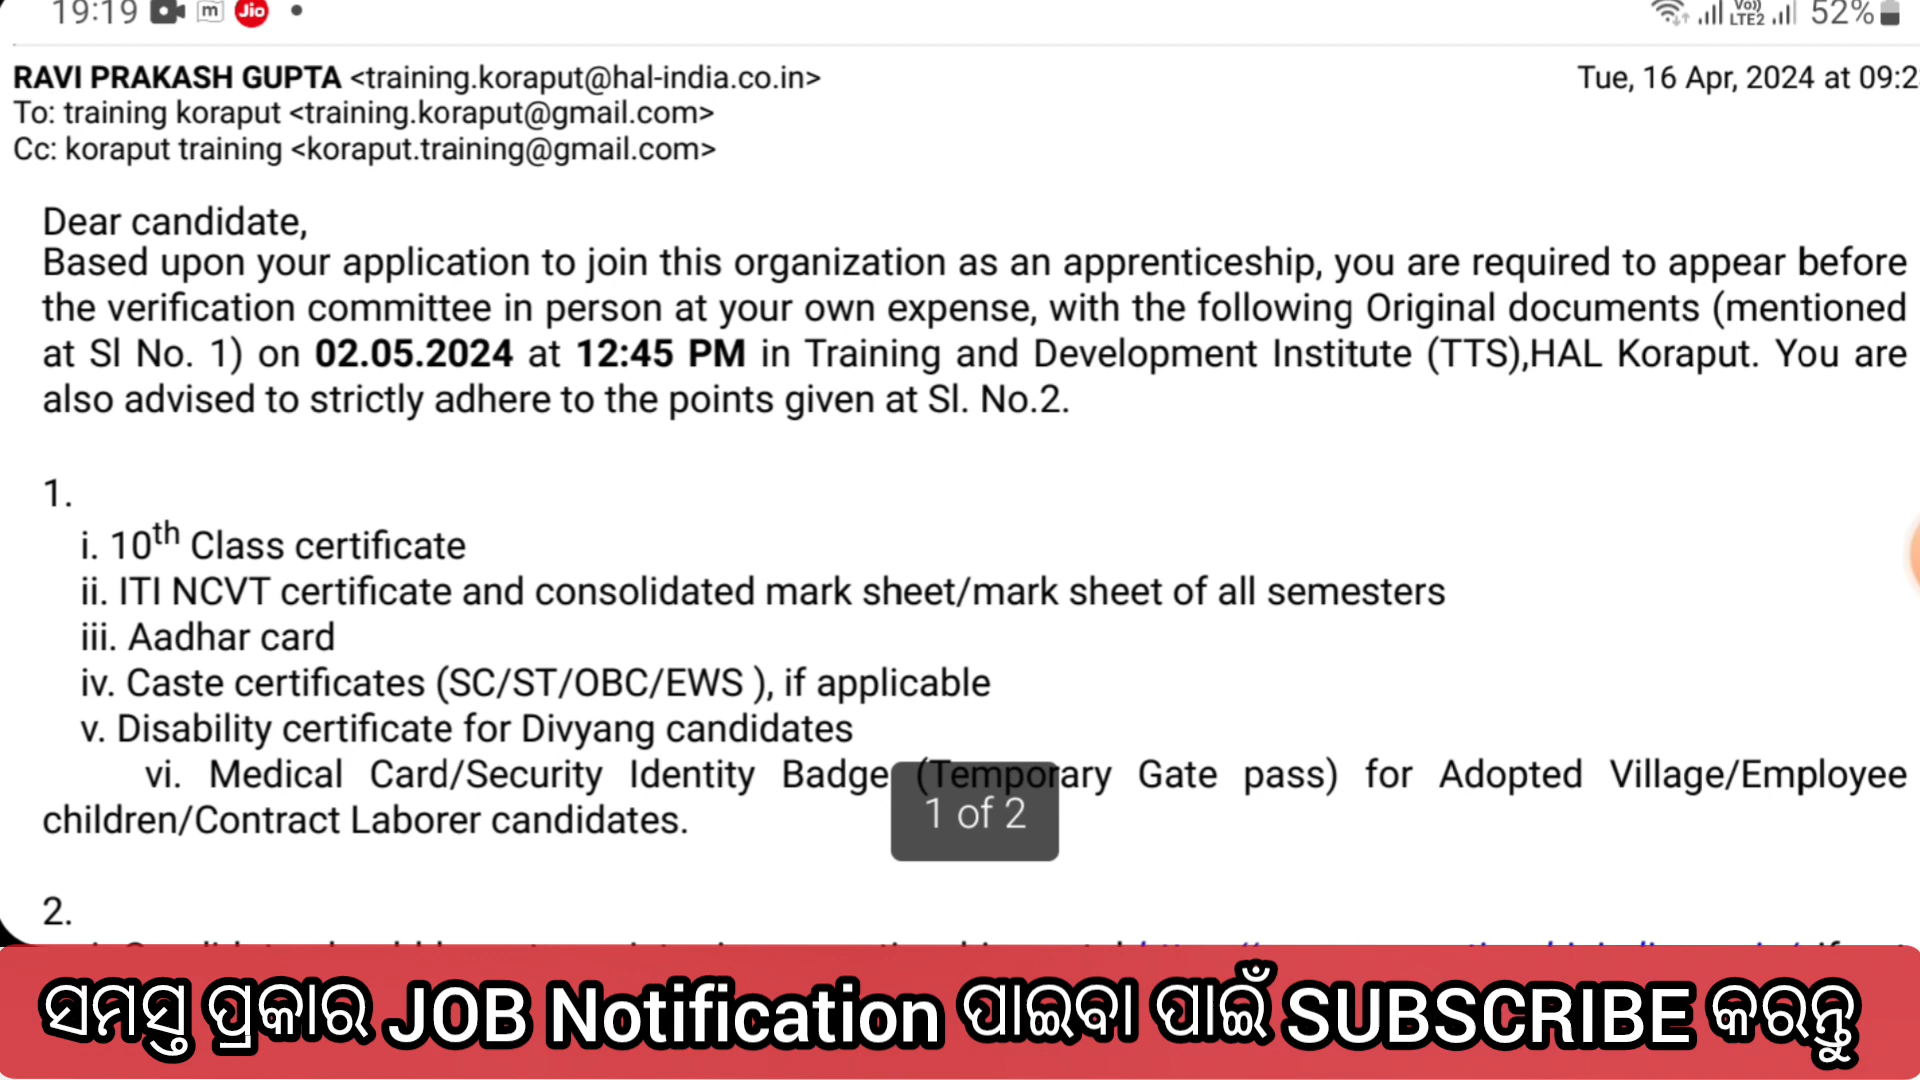 19:19 m Jio VoI) LTE2 52%
RAVI PRAKASH GUPTA <training.koraput@hal-india.co.in> Tue, 16 Apr, 2024 at 09:2
To: training koraput <training.koraput@gmail.com>
Cc: koraput training <koraput.training@gmail.com>
Dear candidate,
Based upon your application to join this organization as an apprenticeship, you are required to appear before
the verification committee in person at your own expense, with the following Original documents (mentioned
at Sl No. 1) on 02.05.2024 at 12:45 PM in Training and Development Institute (TTS),HAL Koraput. You are
also advised to strictly adhere to the points given at Sl. No.2.
1.
i. 10th Class certificate
ii. ITI NCVT certificate and consolidated mark sheet/mark sheet of all semesters
iii. Aadhar card
iv. Caste certificates (SC/ST/OBC/EWS ), if applicable
v. Disability certificate for Divyang candidates
vi. Medical Card/Security Identity Badge (Temporary Gate pass) for Adopted Village/Employee
children/Contract Laborer candidates.
1 of 2
2.
ସମସ୍ତ ପ୍ରକାର JOB Notification ପାଇବା ପାଇଁ SUBSCRIBE କରନ୍ତୁ